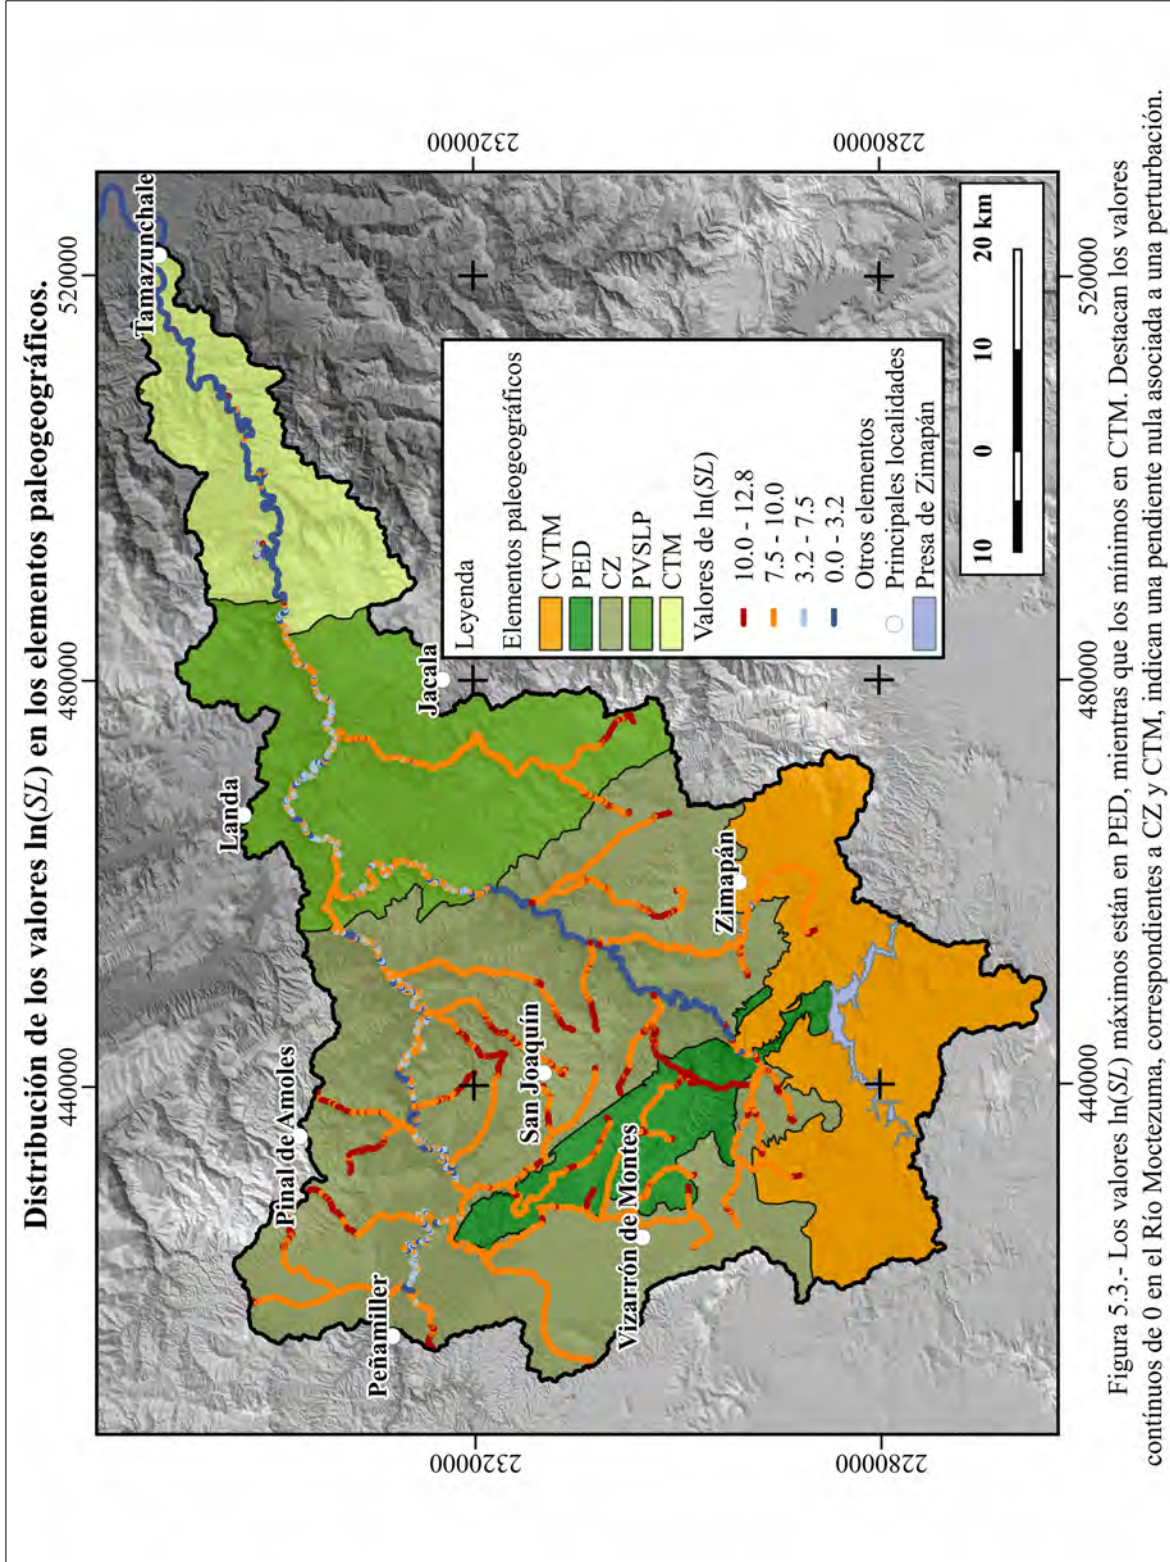 Distribución de los valores ln(SL) en los elementos paleogeográficos.
440000
480000
520000
Tamazunchale
Landa
Pinal de Amoles
2320000
2320000
Jacala
Peñamiller
San Joaquín
Zimapán
Vizarrón de Montes
2280000
2280000
Leyenda
Elementos paleogeográficos
CVTM
PED
CZ
PVSLP
CTM
Valores de ln(SL)
10.0 - 12.8
7.5 - 10.0
3.2 - 7.5
0.0 - 3.2
Otros elementos
Principales localidades
Presa de Zimapán
10 0 10 20 km
440000
480000
520000
Figura 5.3.- Los valores ln(SL) máximos están en PED, mientras que los mínimos en CTM. Destacan los valores
contínuos de 0 en el Río Moctezuma, correspondientes a CZ y CTM, indican una pendiente nula asociada a una perturbación.